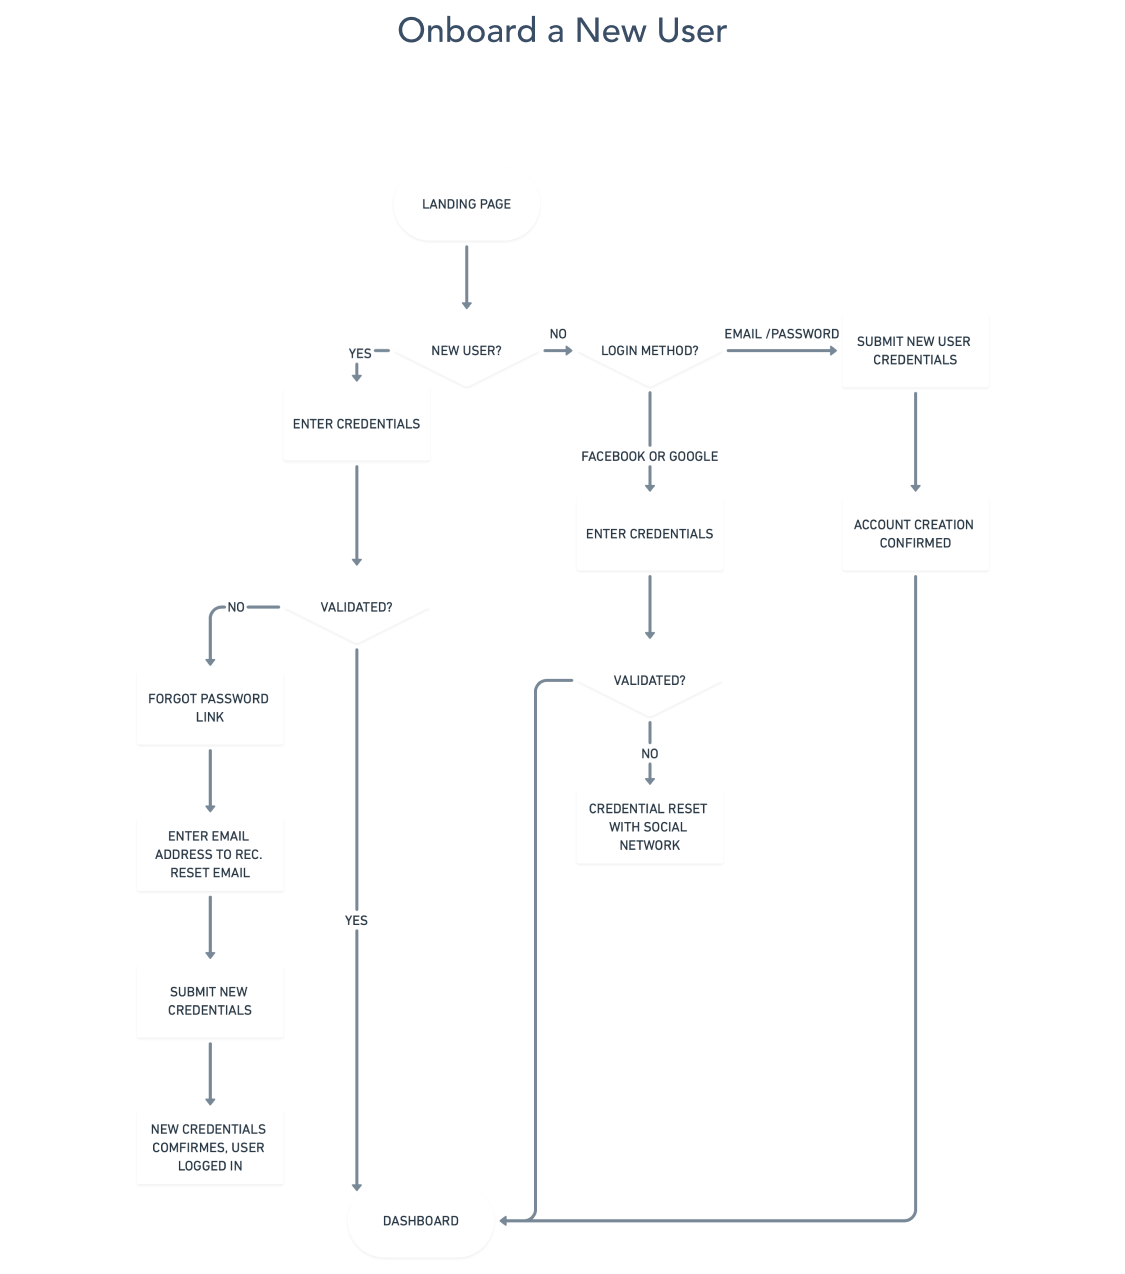 Onboard a New User
LANDING PAGE
NO
EMAIL /PASSWORD
YES
NEW USER?
LOGIN METHOD?
SUBMIT NEW USER
CREDENTIALS
ENTER CREDENTIALS
FACEBOOK OR GOOGLE
ENTER CREDENTIALS
ACCOUNT CREATION
CONFIRMED
NO
VALIDATED?
VALIDATED?
FORGOT PASSWORD
LINK
NO
CREDENTIAL RESET
WITH SOCIAL
NETWORK
ENTER EMAIL
ADDRESS TO REC.
RESET EMAIL
YES
SUBMIT NEW
CREDENTIALS
NEW CREDENTIALS
COMFIRMES, USER
LOGGED IN
DASHBOARD